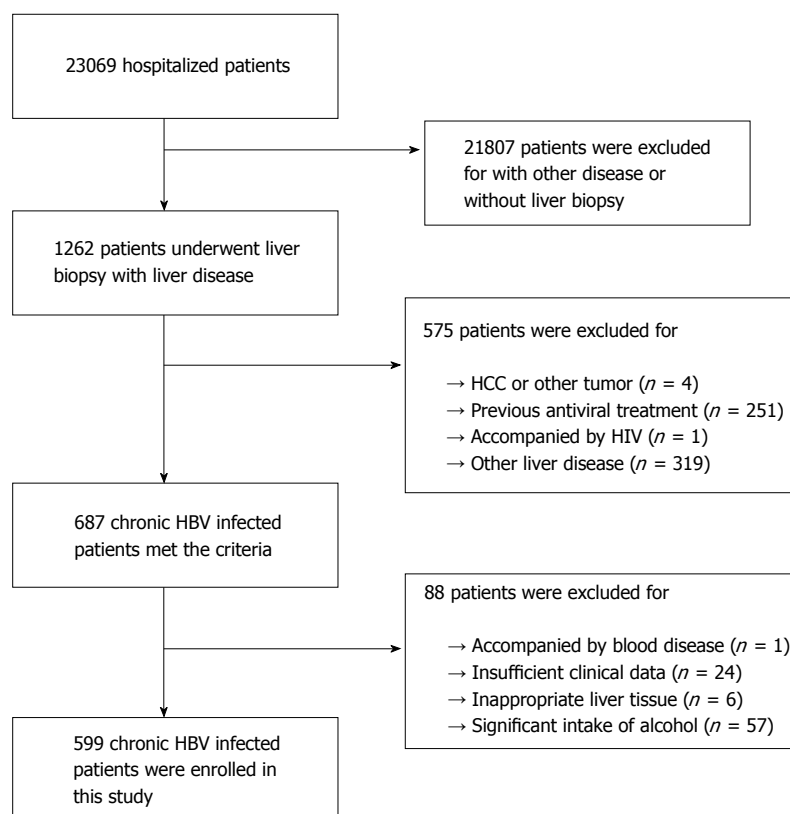 23069 hospitalized patients
21807 patients were excluded
for with other disease or
without liver biopsy
1262 patients underwent liver
biopsy with liver disease
575 patients were excluded for
→ HCC or other tumor (n = 4)
→ Previous antiviral treatment (n = 251)
→ Accompanied by HIV (n = 1)
→ Other liver disease (n = 319)
687 chronic HBV infected
patients met the criteria
88 patients were excluded for
→ Accompanied by blood disease (n = 1)
→ Insufficient clinical data (n = 24)
→ Inappropriate liver tissue (n = 6)
→ Significant intake of alcohol (n = 57)
599 chronic HBV infected
patients were enrolled in
this study